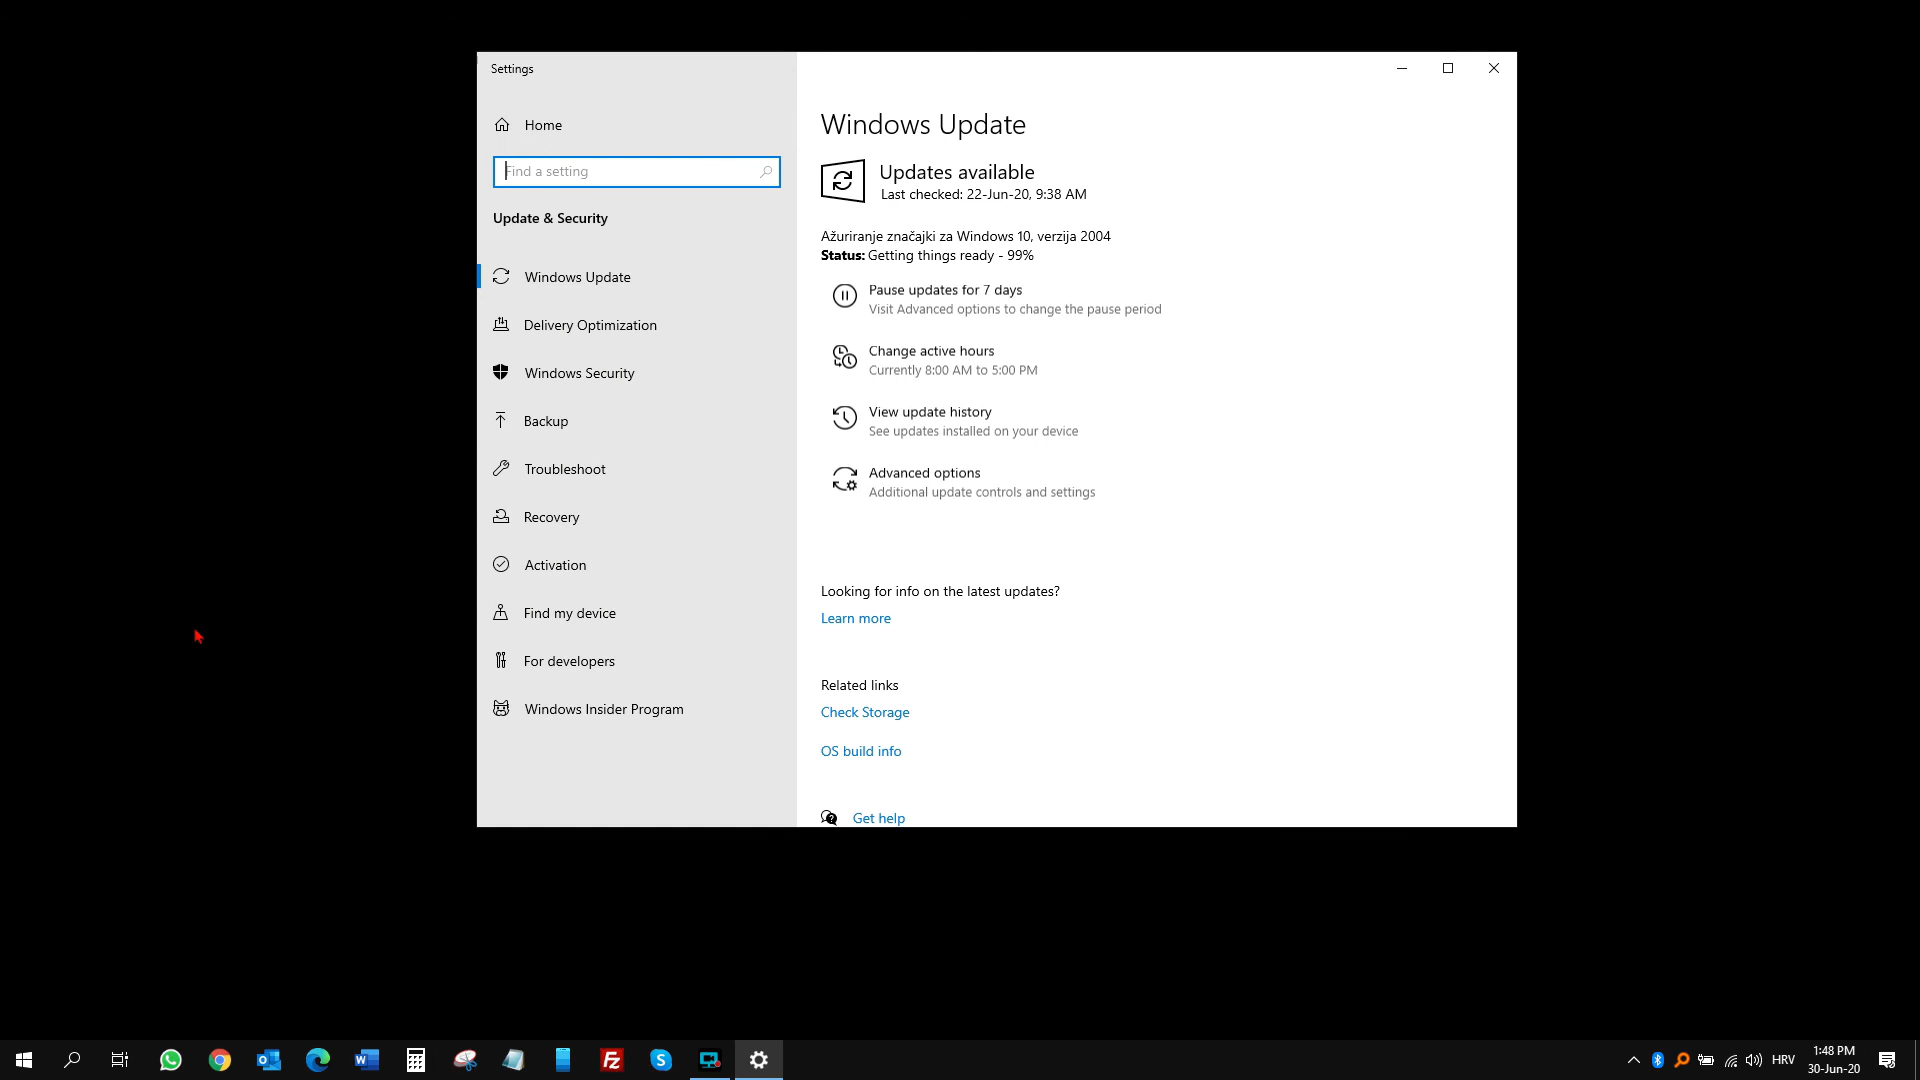 Settings
Home
Find a setting
Update & Security
Windows Update
Delivery Optimization
Windows Security
Backup
Troubleshoot
Recovery
Activation
Find my device
For developers
Windows Insider Program
Windows Update
Updates available
Last checked: 22-Jun-20, 9:38 AM
Ažuriranje značajki za Windows 10, verzija 2004
Status: Getting things ready - 99%
Pause updates for 7 days
Visit Advanced options to change the pause period
Change active hours
Currently 8:00 AM to 5:00 PM
View update history
See updates installed on your device
Advanced options
Additional update controls and settings
Looking for info on the latest updates?
Learn more
Related links
Check Storage
OS build info
Get help
HRV
1:48 PM
30-Jun-20